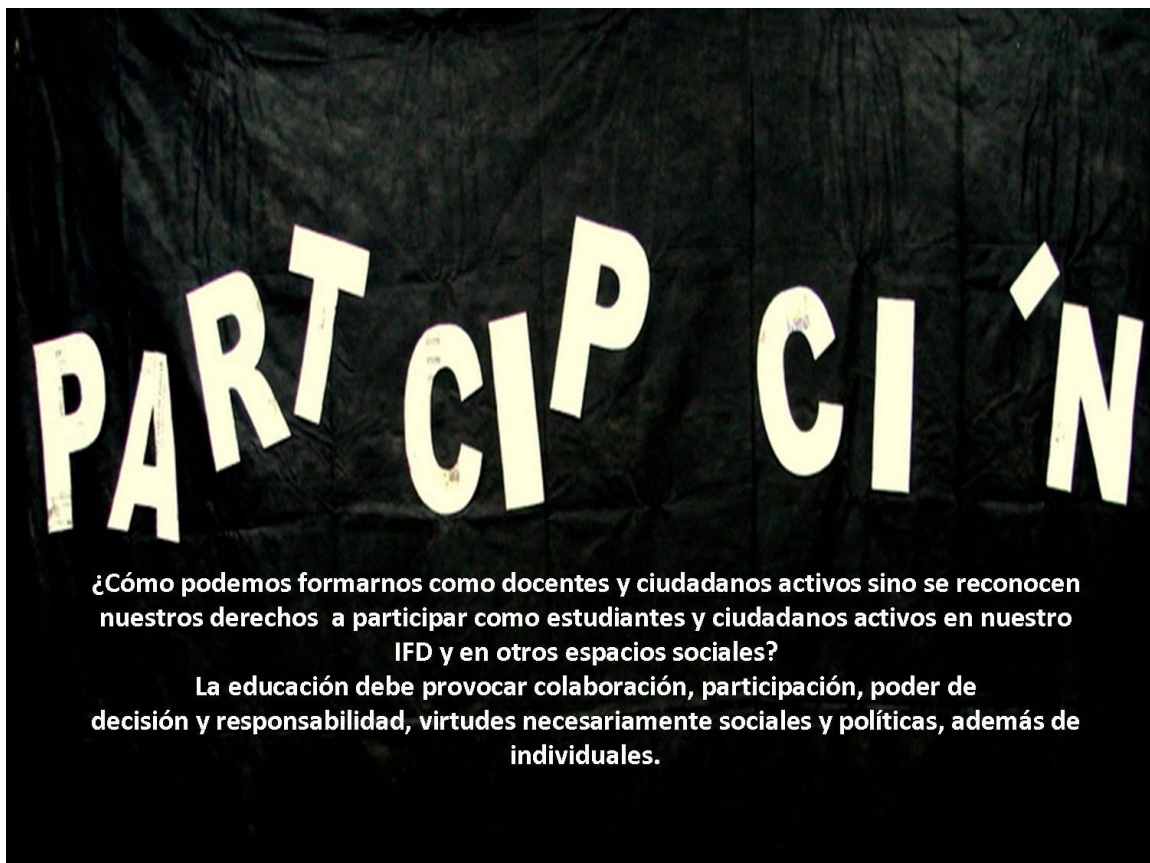 PART CIP CI ´N
¿Cómo podemos formarnos como docentes y ciudadanos activos sino se reconocen
nuestros derechos a participar como estudiantes y ciudadanos activos en nuestro
IFD y en otros espacios sociales?
La educación debe provocar colaboración, participación, poder de
decisión y responsabilidad, virtudes necesariamente sociales y políticas, además de
individuales.